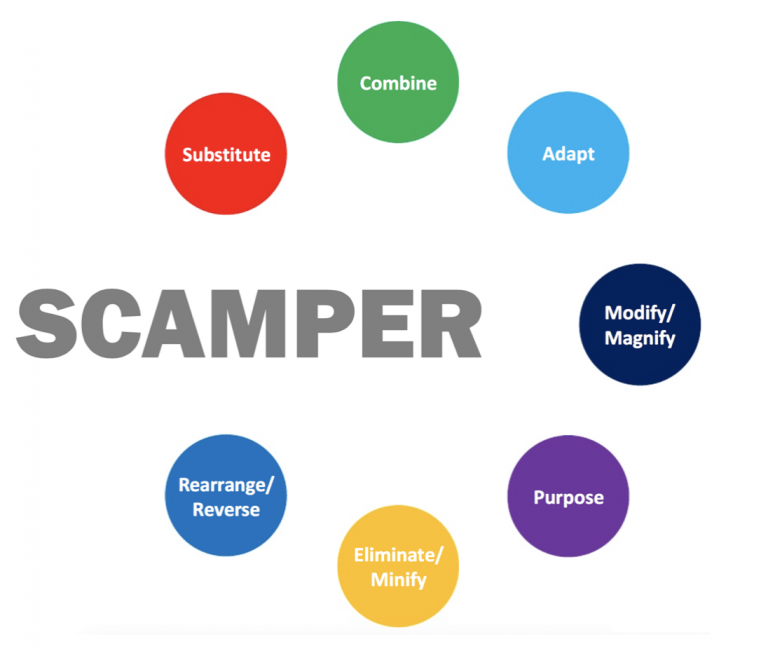 Combine
Substitute
Adapt
SCAMPER
Modify/
Magnify
Rearrange/
Reverse
Purpose
Eliminate/
Minify